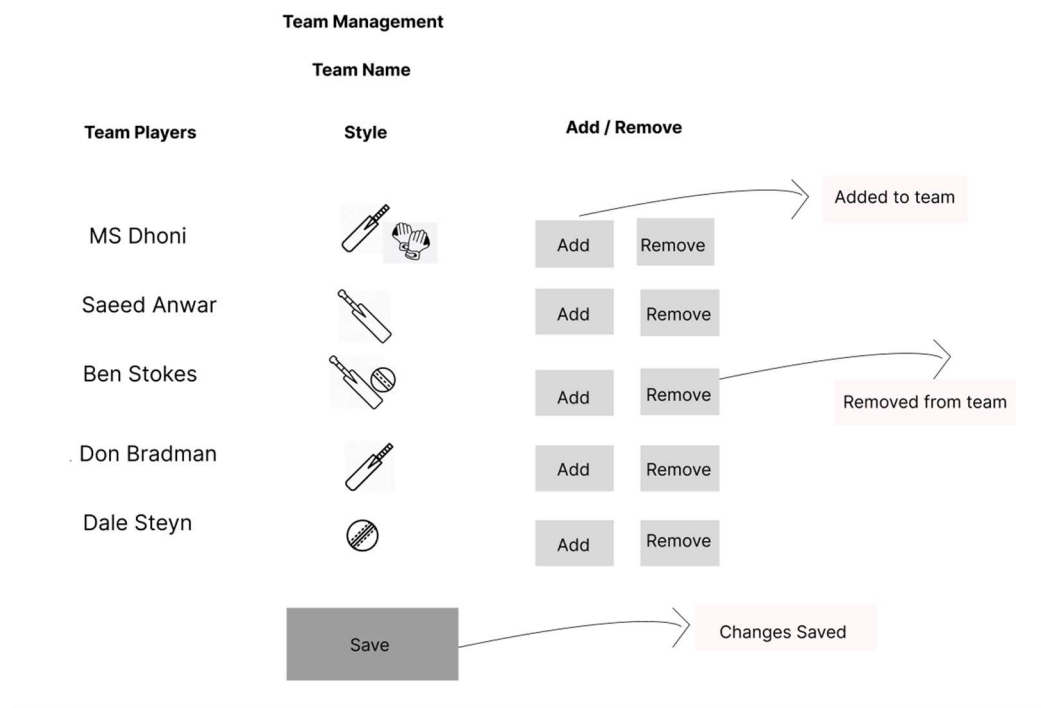 Team Management
Team Name
Team Players Style Add / Remove
Added to team
MS Dhoni Add Remove
Saeed Anwar Add Remove
Ben Stokes Add Remove
Removed from team
. Don Bradman Add Remove
Dale Steyn Add Remove
Save Changes Saved